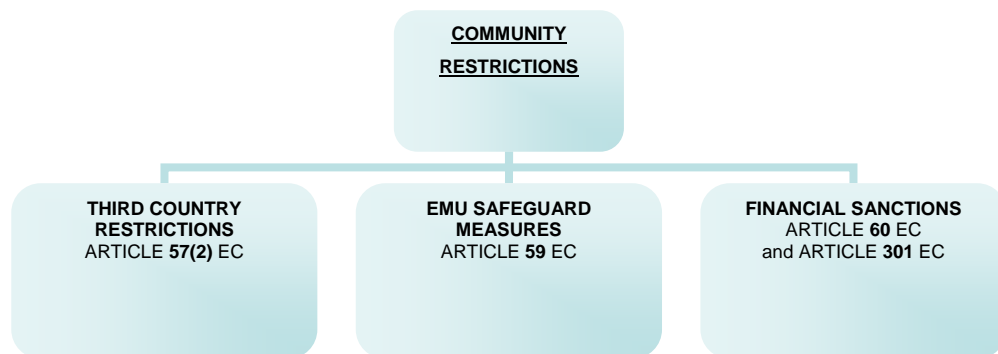 COMMUNITY
RESTRICTIONS
THIRD COUNTRY
RESTRICTIONS
ARTICLE 57(2) EC
EMU SAFEGUARD
MEASURES
ARTICLE 59 EC
FINANCIAL SANCTIONS
ARTICLE 60 EC
and ARTICLE 301 EC